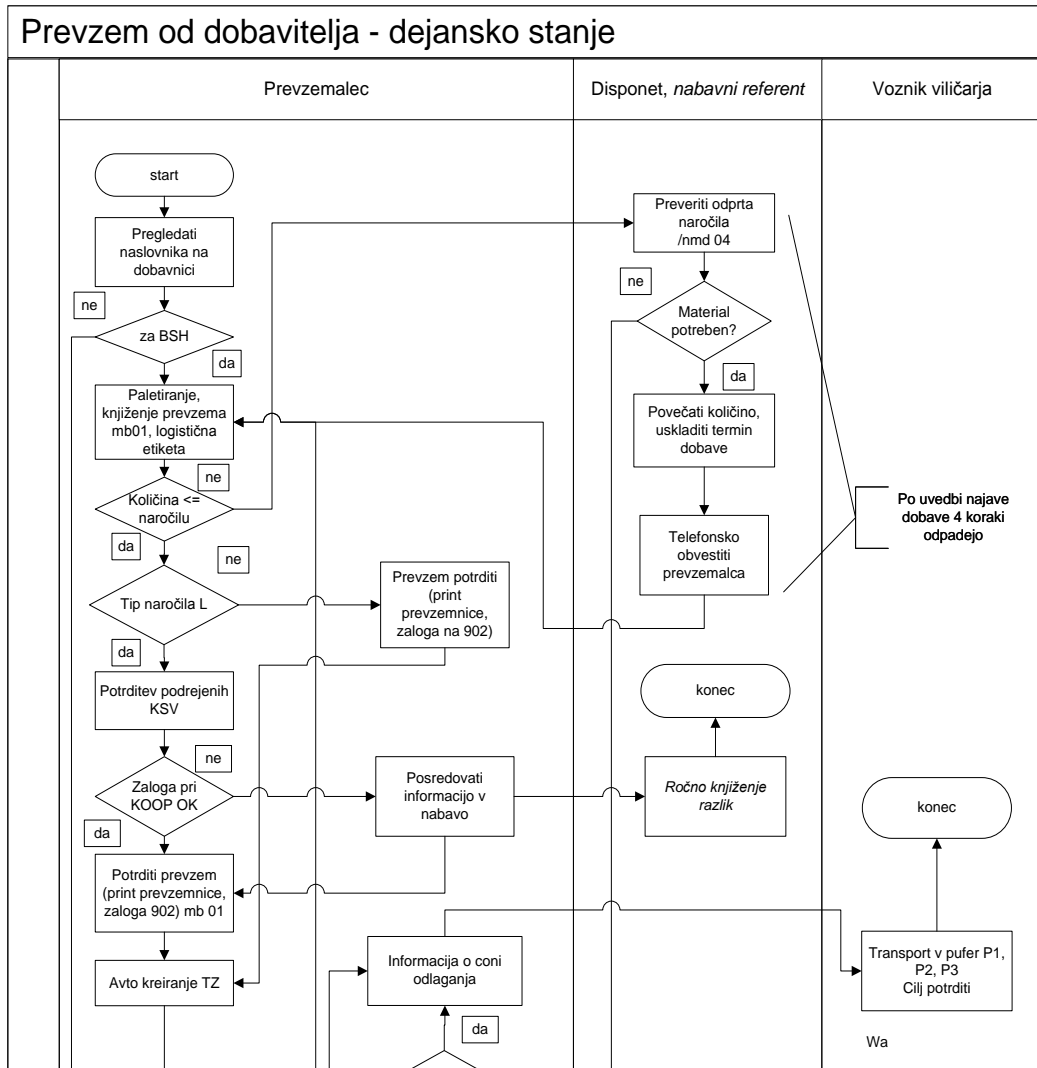 Prevzem od dobavitelja - dejansko stanje
Prevzemalec
Disponet, nabavni referent
Voznik viličarja
start
Pregledati
naslovnika na
dobavnici
ne
za BSH
da
Paletiranje,
knjiženje prevzema
mb01, logistična
etiketa
ne
Količina <=
naročilu
da
ne
Tip naročila L
Prevzem potrditi
(print
prevzemnice,
zaloga na 902)
da
Potrditev podrejenih
KSV
ne
Zaloga pri
KOOP OK
Posredovati
informacijo v
nabavo
da
Potrditi prevzem
(print prevzemnice,
zaloga 902) mb 01
Avto kreiranje TZ
Informacija o coni
odlaganja
da
Preveriti odprta
naročila
/nmd 04
ne
Material
potreben?
da
Povečati količino,
uskladiti termin
dobave
Telefonsko
obvestiti
prevzemalca
konec
Ročno knjiženje
razlik
Po uvedbi najave
dobave 4 koraki
odpadejo
konec
Transport v pufer P1,
P2, P3
Cilj potrditi
Wa